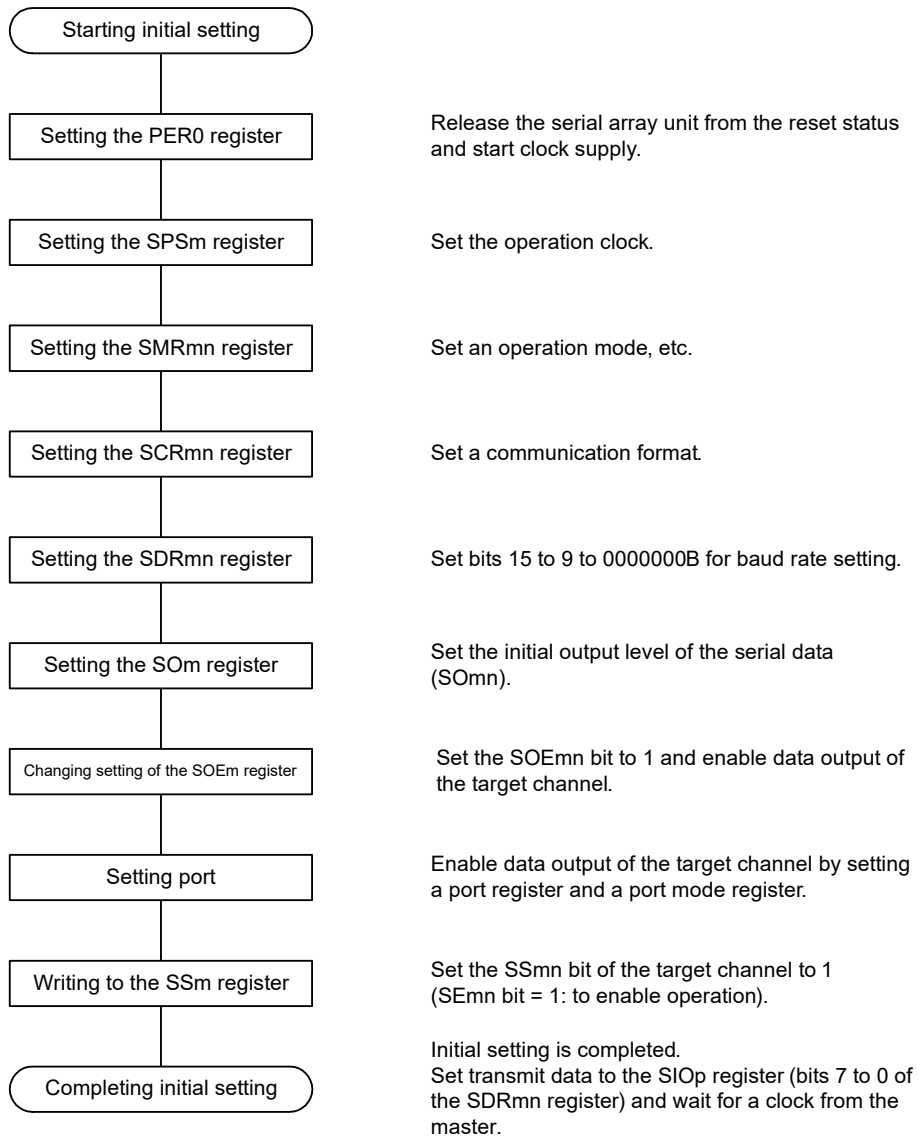 Starting initial setting
Setting the PER0 register
Release the serial array unit from the reset status
and start clock supply.
Setting the SPSm register
Set the operation clock.
Setting the SMRmn register
Set an operation mode, etc.
Setting the SCRmn register
Set a communication format.
Setting the SDRmn register
Set bits 15 to 9 to 0000000B for baud rate setting.
Setting the SOm register
Set the initial output level of the serial data
(SOmn).
Changing setting of the SOEm register
Set the SOEmn bit to 1 and enable data output of
the target channel.
Setting port
Enable data output of the target channel by setting
a port register and a port mode register.
Writing to the SSm register
Set the SSmn bit of the target channel to 1
(SEmn bit = 1: to enable operation).
Completing initial setting
Initial setting is completed.
Set transmit data to the SIOp register (bits 7 to 0 of
the SDRmn register) and wait for a clock from the
master.